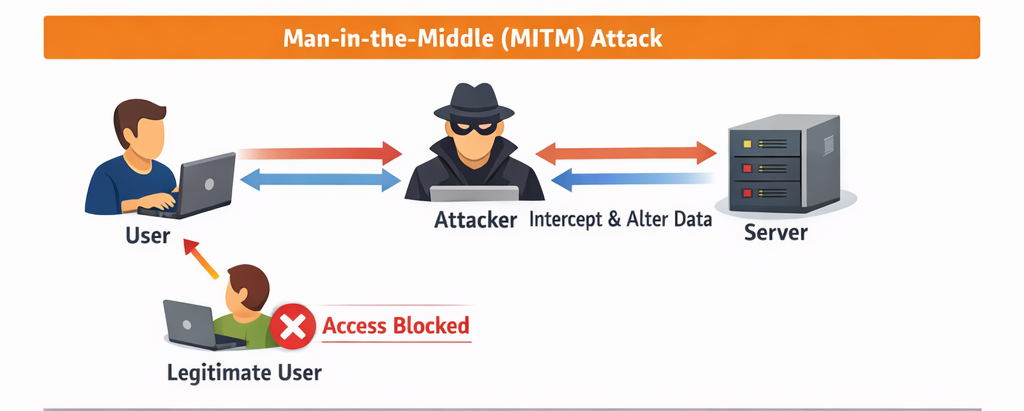 Man-in-the-Middle (MITM) Attack
Attacker Intercept & Alter Data
User
Server
Access Blocked
Legitimate User